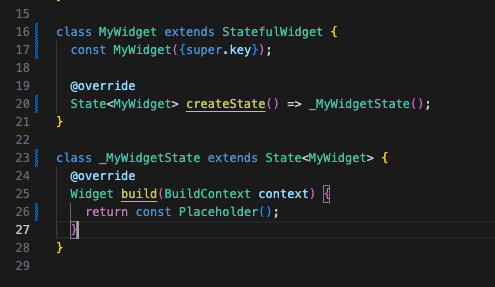 15
16 class MyWidget extends StatefulWidget {
17   const MyWidget({super.key});
18
19   @override
20   State<MyWidget> createState() => _MyWidgetState();
21 }
22
23 class _MyWidgetState extends State<MyWidget> {
24   @override
25   Widget build(BuildContext context) {
26     return const Placeholder();
27   }
28 }
29